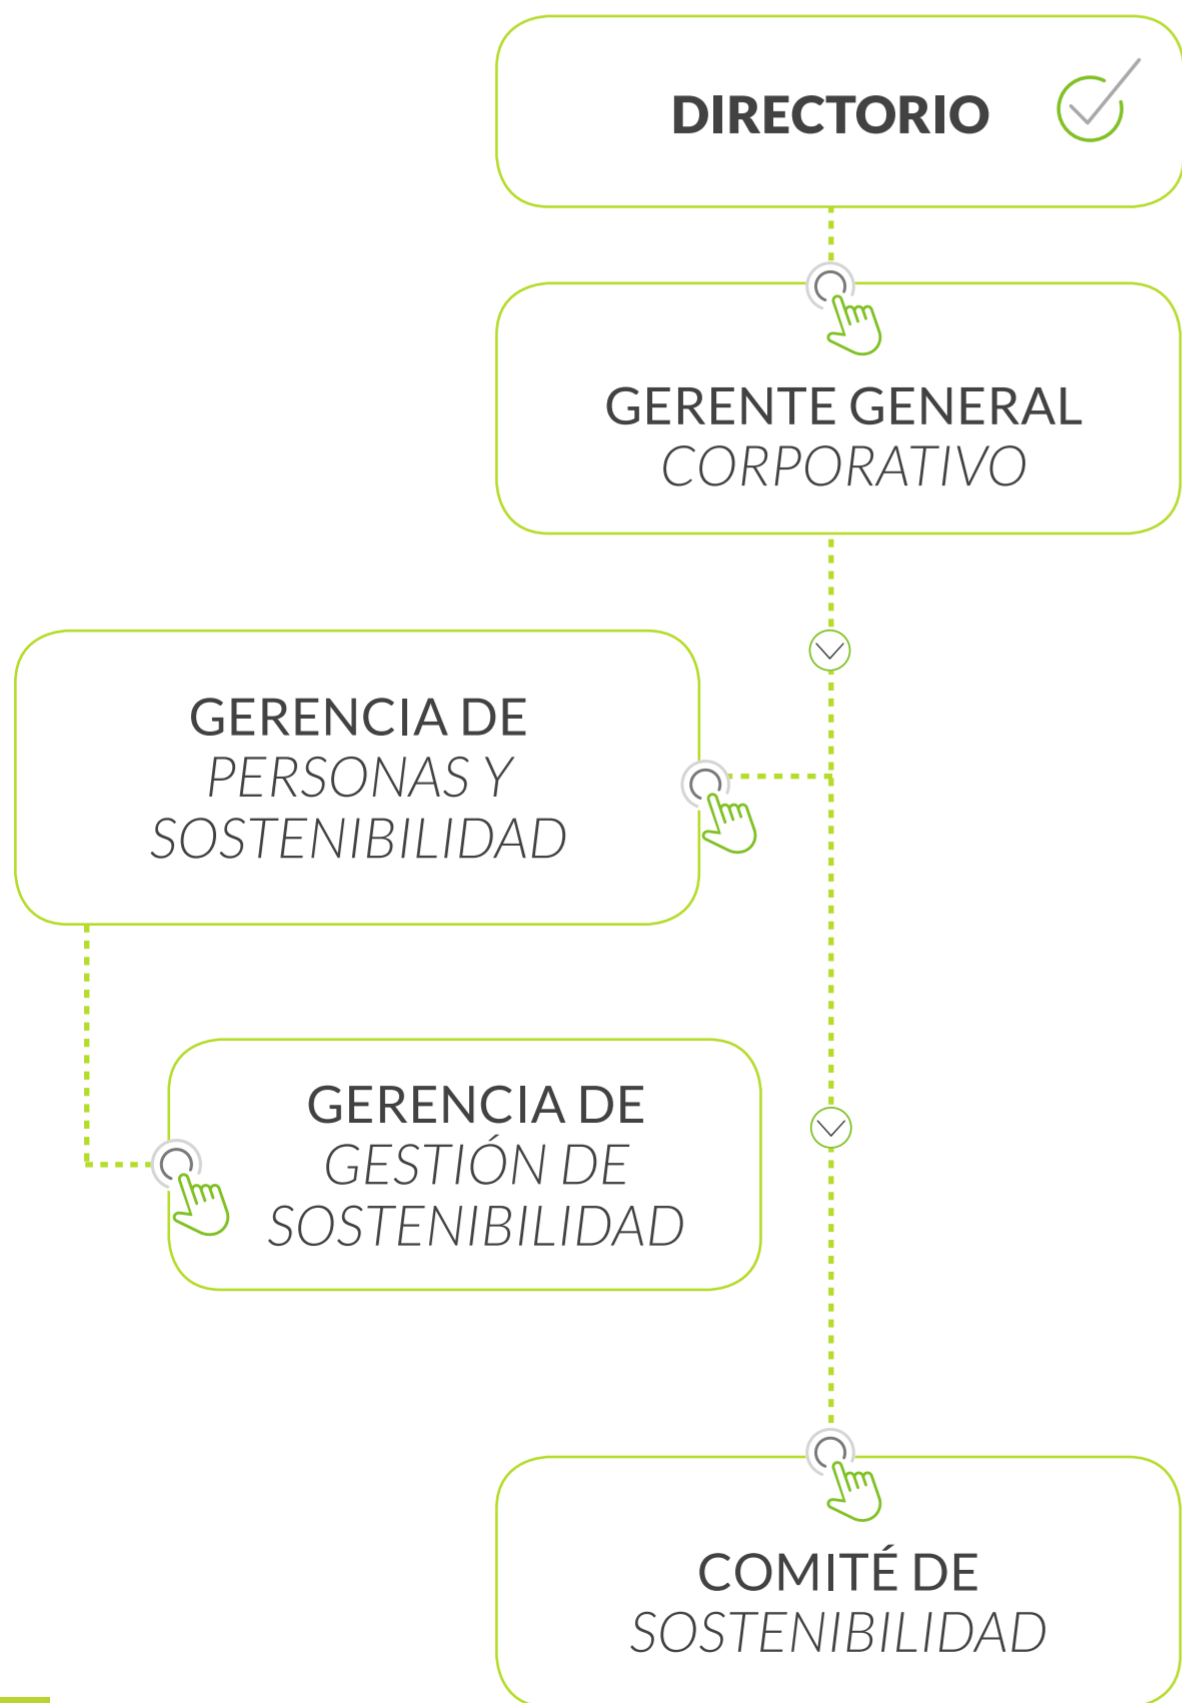 DIRECTORIO
GERENTE GENERAL
CORPORATIVO
GERENCIA DE
PERSONAS Y
SOSTENIBILIDAD
GERENCIA DE
GESTIÓN DE
SOSTENIBILIDAD
COMITÉ DE
SOSTENIBILIDAD